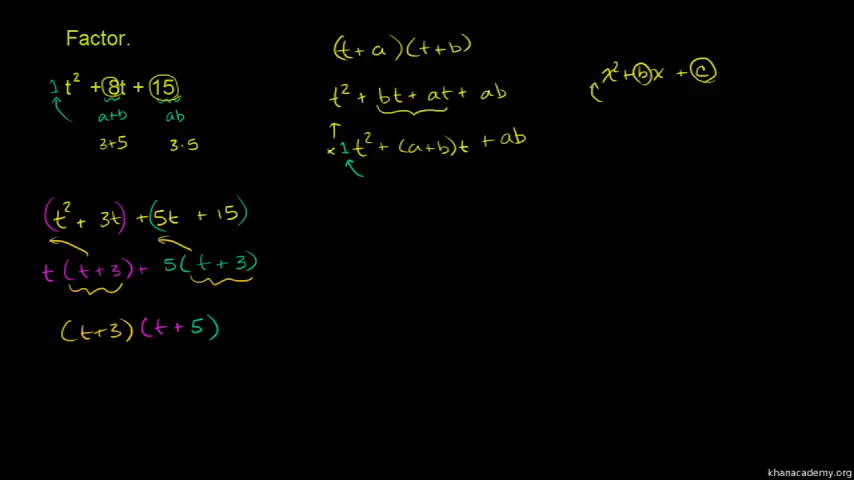 Factor.
1t² + 8t + 15
a+b ab
3+5 3·5
(t² + 3t) + (5t + 15)
t(t+3) + 5(t+3)
(t+3)(t+5)
(t+a)(t+b)
t² + bt + at + ab
× 1t² + (a+b)t + ab
x² + bx + c
khanacademy.org